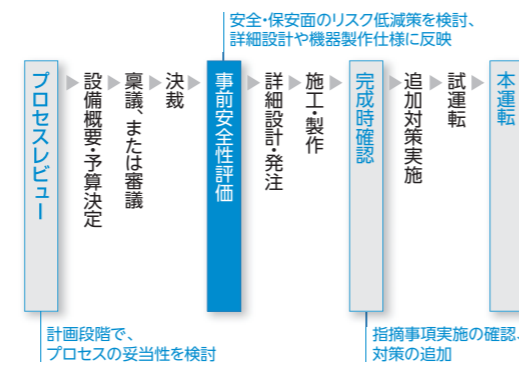 安全・保安面のリスク低減策を検討、
詳細設計や機器製作仕様に反映
プロセスレビュー
設備概要・予算決定
稟議、または審議
決裁
事前安全性評価
詳細設計・発注
施工・製作
完成時確認
追加対策実施
試運転
本運転
計画段階で、
プロセスの妥当性を検討
指摘事項実施の確認、
対策の追加